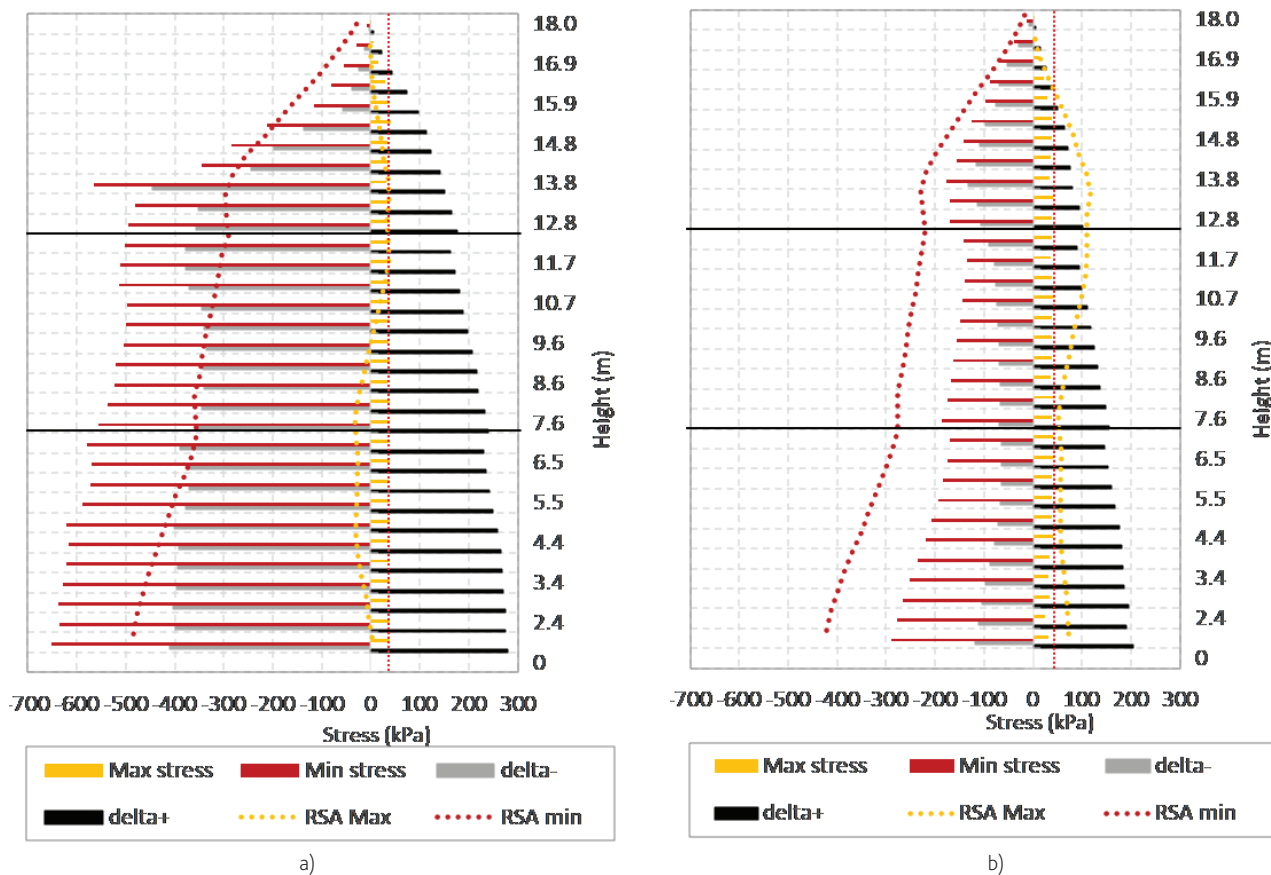 18.0
16.9
15.9
14.8
13.8
12.8
11.7
10.7
9.6
8.6
7.6
6.5
5.5
4.4
3.4
2.4
0
Height (m)
-700 -600 -500 -400 -300 -200 -100 0 100 200 300
Stress (kPa)
Max stress Min stress delta-
delta+ RSA Max RSA min
a)
18.0
16.9
15.9
14.8
13.8
12.8
11.7
10.7
9.6
8.6
7.6
6.5
5.5
4.4
3.4
2.4
0
Height (m)
-700 -600 -500 -400 -300 -200 -100 0 100 200 300
Stress (kPa)
Max stress Min stress delta-
delta+ RSA Max RSA min
b)